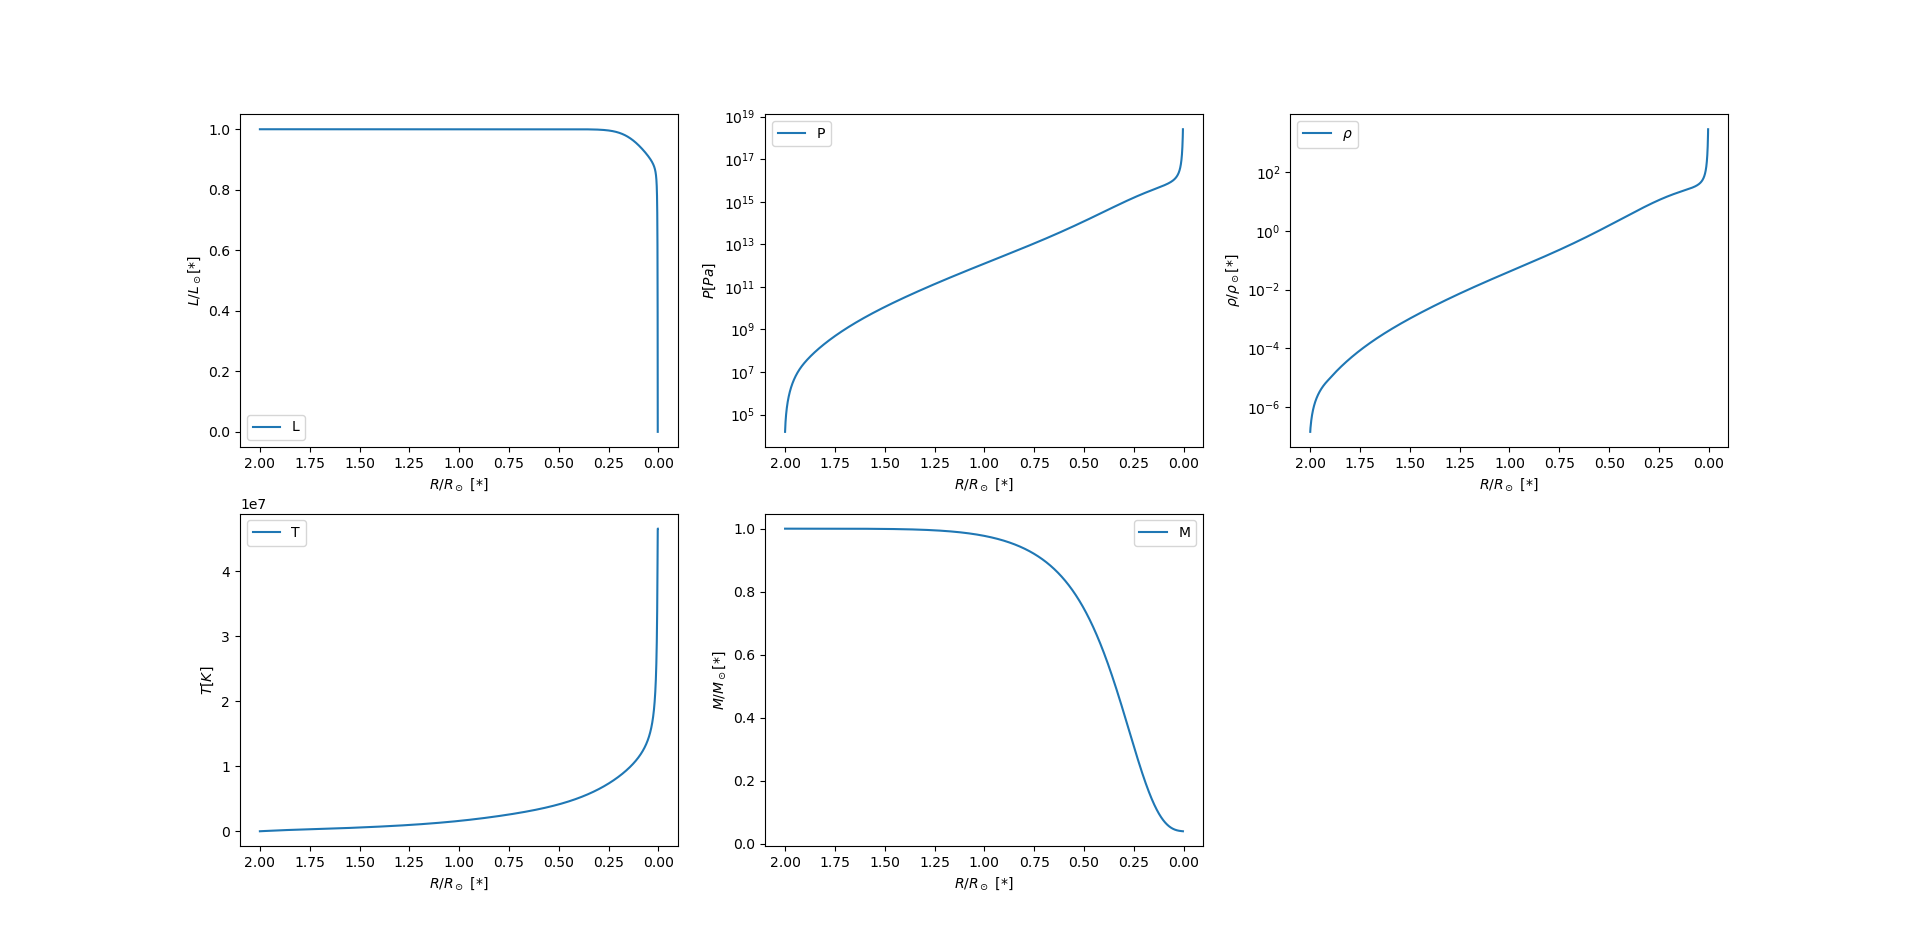 L/L⊙[*]
1.0
0.8
0.6
0.4
0.2
0.0
L
2.00 1.75 1.50 1.25 1.00 0.75 0.50 0.25 0.00
R/R⊙ [*]
P[Pa]
10^19
10^17
10^15
10^13
10^11
10^9
10^7
10^5
P
2.00 1.75 1.50 1.25 1.00 0.75 0.50 0.25 0.00
R/R⊙ [*]
ρ/ρ⊙[*]
10^2
10^0
10^−2
10^−4
10^−6
ρ
2.00 1.75 1.50 1.25 1.00 0.75 0.50 0.25 0.00
R/R⊙ [*]
1e7
T[K]
4
3
2
1
0
T
2.00 1.75 1.50 1.25 1.00 0.75 0.50 0.25 0.00
R/R⊙ [*]
M/M⊙[*]
1.0
0.8
0.6
0.4
0.2
0.0
M
2.00 1.75 1.50 1.25 1.00 0.75 0.50 0.25 0.00
R/R⊙ [*]